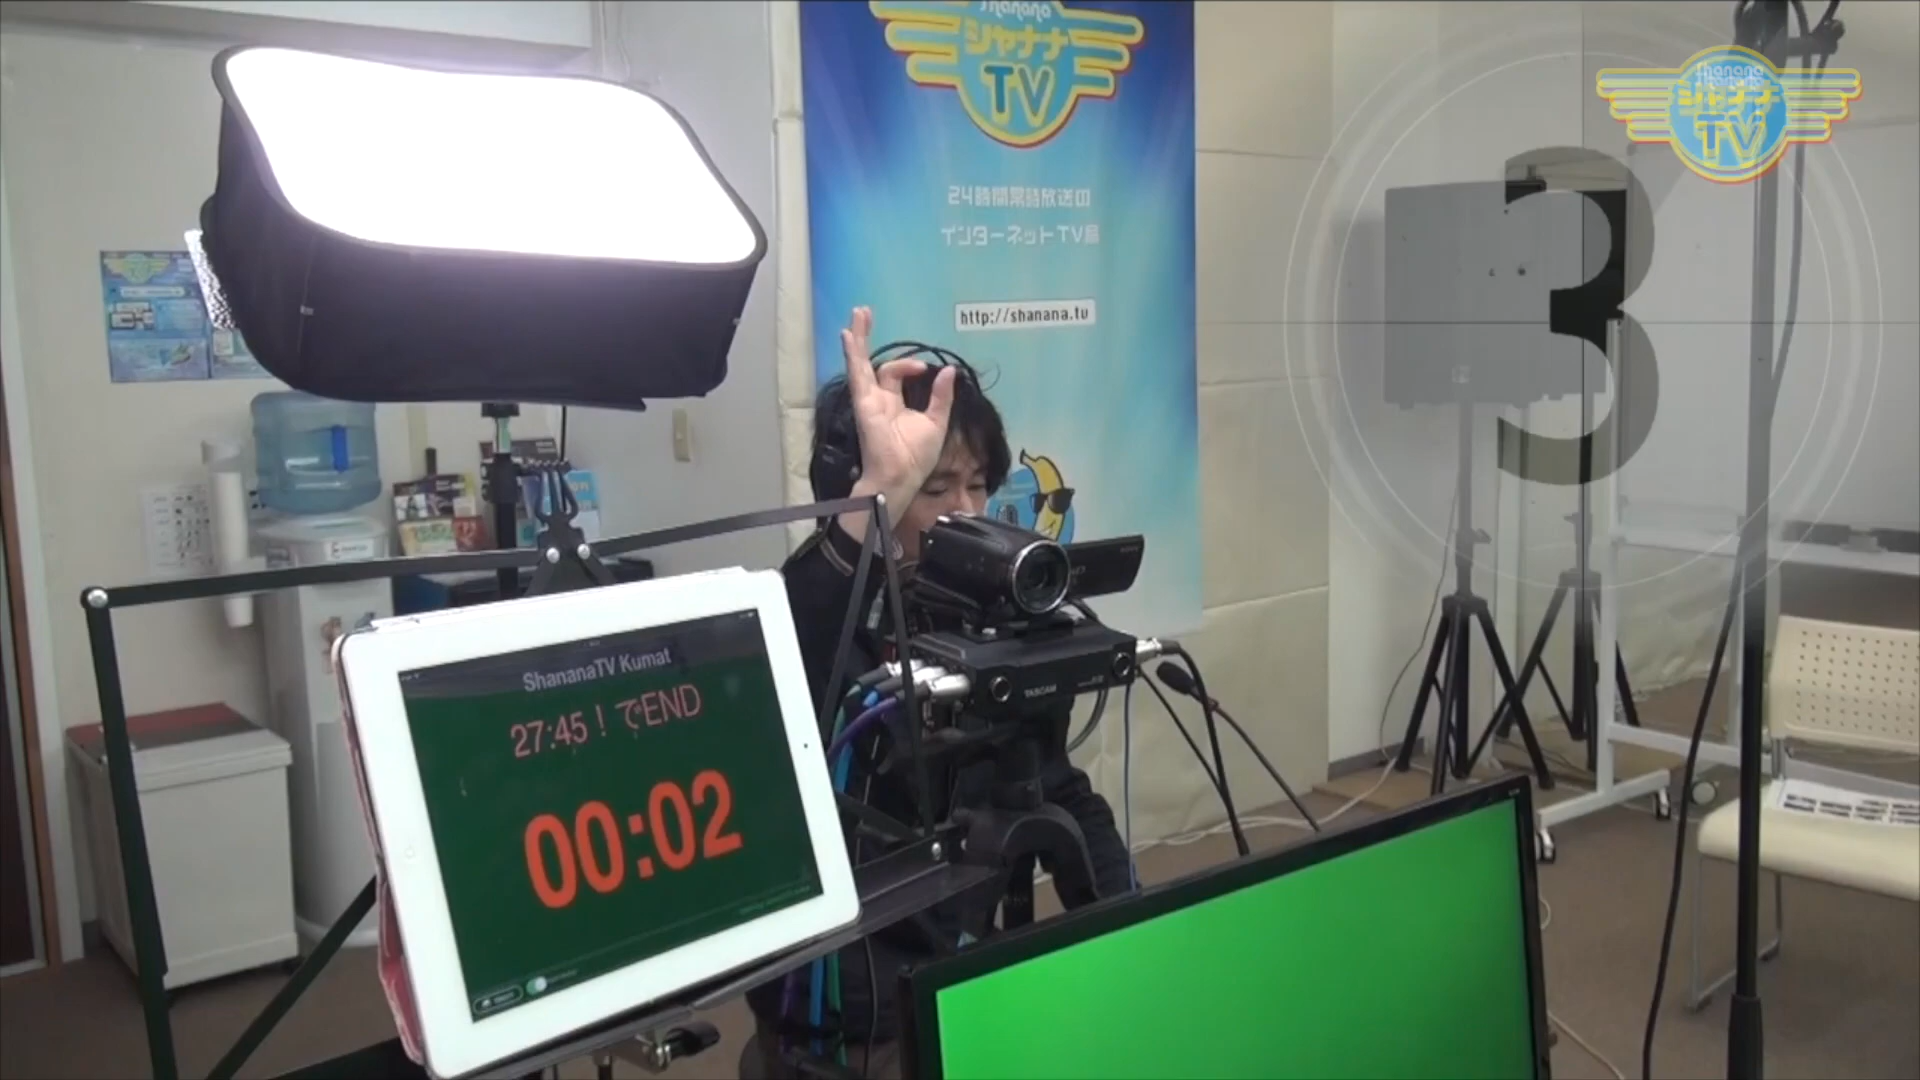 Shanana
シャナナ
TV
24時間常時放送の
インターネットTV局
http://shanana.tv
Shanana
シャナナ
TV
3
ShananaTV Kumat
27:45！でEND
00:02
TASCAM